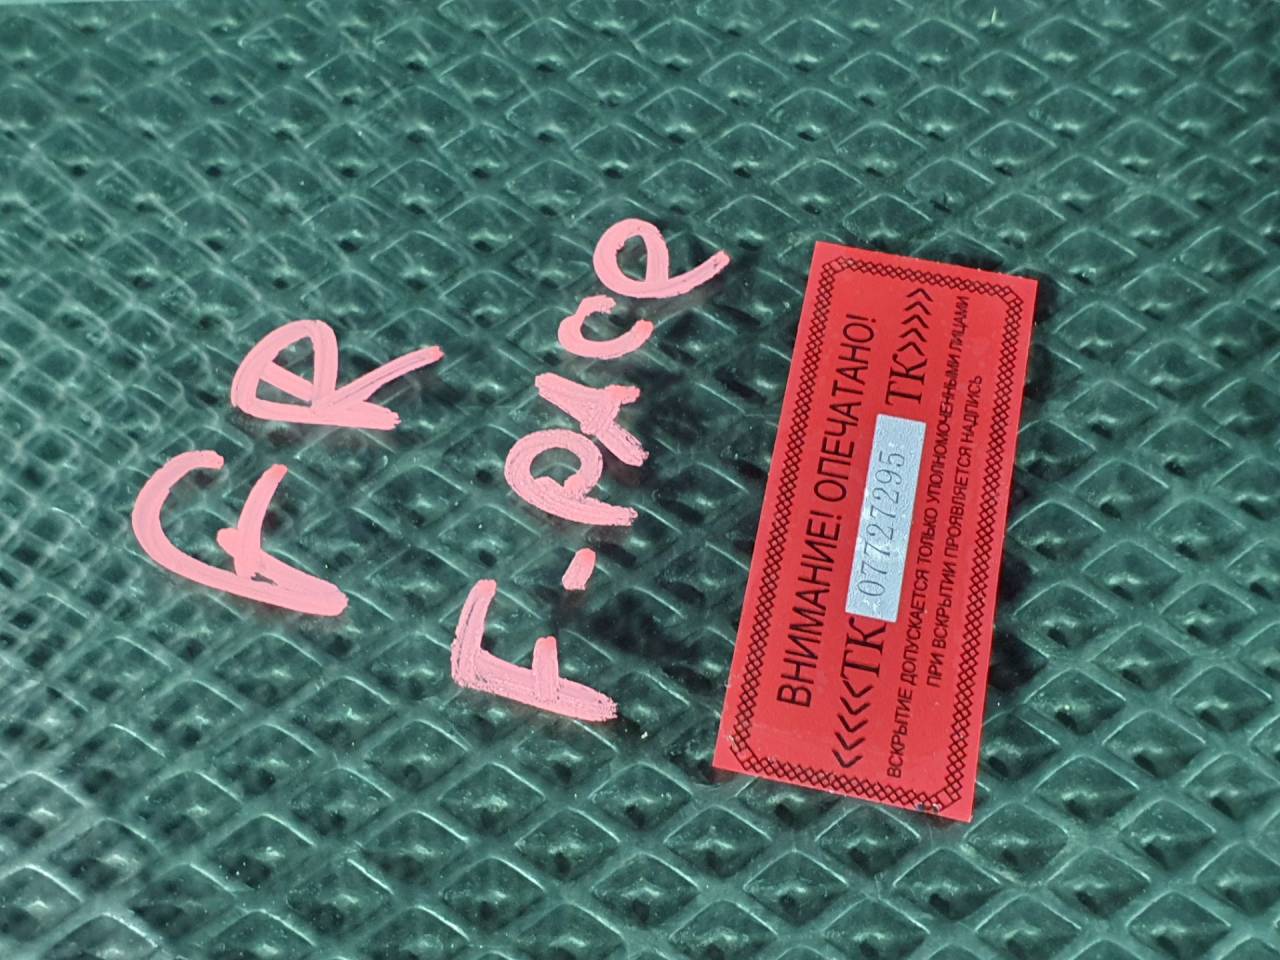 FR
F-pace
ВНИМАНИЕ! ОПЕЧАТАНО!
<<<<<ТК 07727295 ТК>>>>>
ВСКРЫТИЕ ДОПУСКАЕТСЯ ТОЛЬКО УПОЛНОМОЧЕННЫМИ ЛИЦАМИ
ПРИ ВСКРЫТИИ ПРОЯВЛЯЕТСЯ НАДПИСЬ